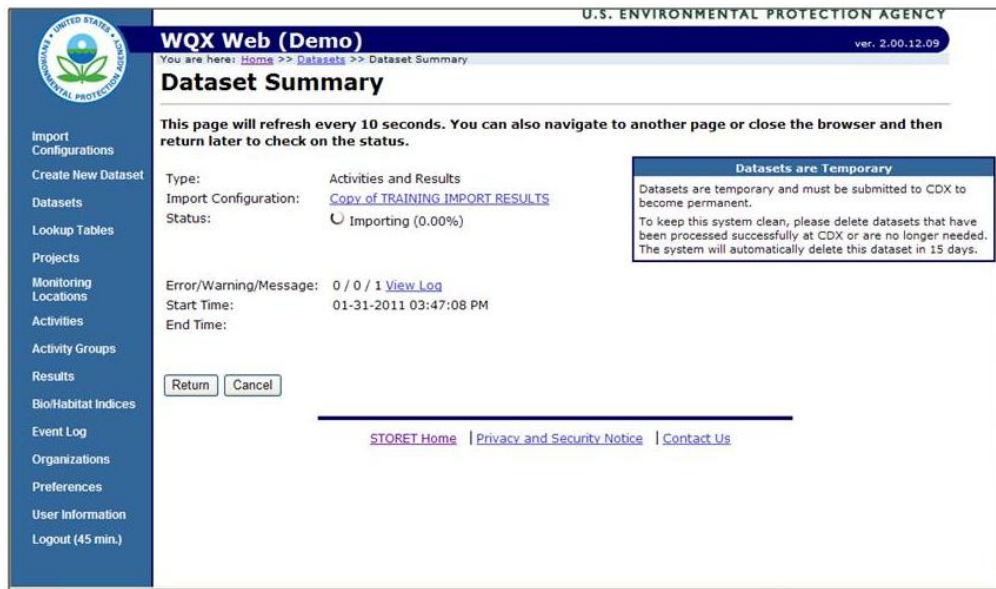 U.S. ENVIRONMENTAL PROTECTION AGENCY
UNITED STATES
ENVIRONMENTAL PROTECTION AGENCY
WQX Web (Demo)
ver. 2.00.12.09
You are here: Home >> Datasets >> Dataset Summary
Dataset Summary
Import
Configurations
Create New Dataset
Datasets
Lookup Tables
Projects
Monitoring
Locations
Activities
Activity Groups
Results
Bio/Habitat Indices
Event Log
Organizations
Preferences
User Information
Logout (45 min.)
This page will refresh every 10 seconds. You can also navigate to another page or close the browser and then
return later to check on the status.
Type: Activities and Results
Import Configuration: Copy of TRAINING IMPORT RESULTS
Status: Importing (0.00%)
Error/Warning/Message: 0 / 0 / 1 View Log
Start Time: 01-31-2011 03:47:08 PM
End Time:
Datasets are Temporary
Datasets are temporary and must be submitted to CDX to
become permanent.
To keep this system clean, please delete datasets that have
been processed successfully at CDX or are no longer needed.
The system will automatically delete this dataset in 15 days.
Return Cancel
STORET Home | Privacy and Security Notice | Contact Us